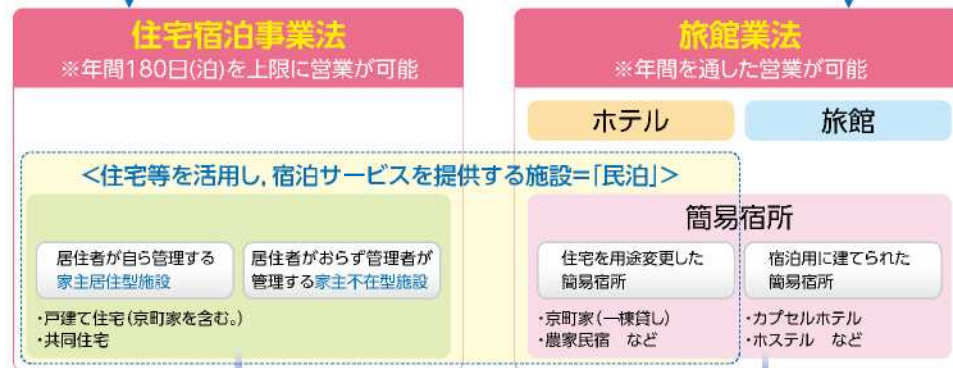 住宅宿泊事業法
※年間180日(泊)を上限に営業が可能
旅館業法
※年間を通した営業が可能
ホテル
旅館
<住宅等を活用し,宿泊サービスを提供する施設=「民泊」>
居住者が自ら管理する
家主居住型施設
居住者がおらず管理者が
管理する家主不在型施設
・戸建て住宅(京町家を含む。)
・共同住宅
簡易宿所
住宅を用途変更した
簡易宿所
宿泊用に建てられた
簡易宿所
・京町家(一棟貸し)
・農家民宿 など
・カプセルホテル
・ホステル など